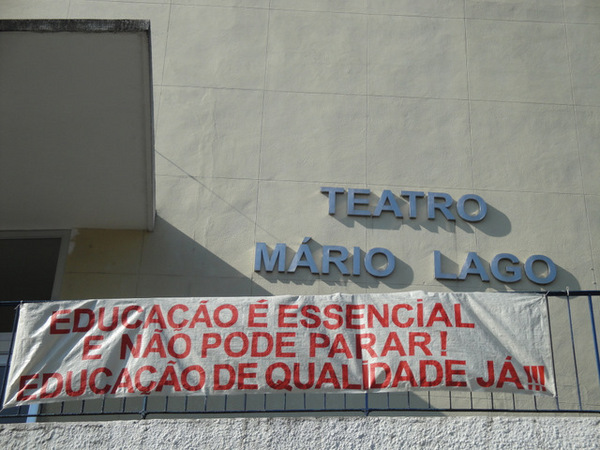 TEATRO
MÁRIO LAGO
EDUCAÇÃO É ESSENCIAL
E NÃO PODE PARAR!
EDUCAÇÃO DE QUALIDADE JÁ!!!